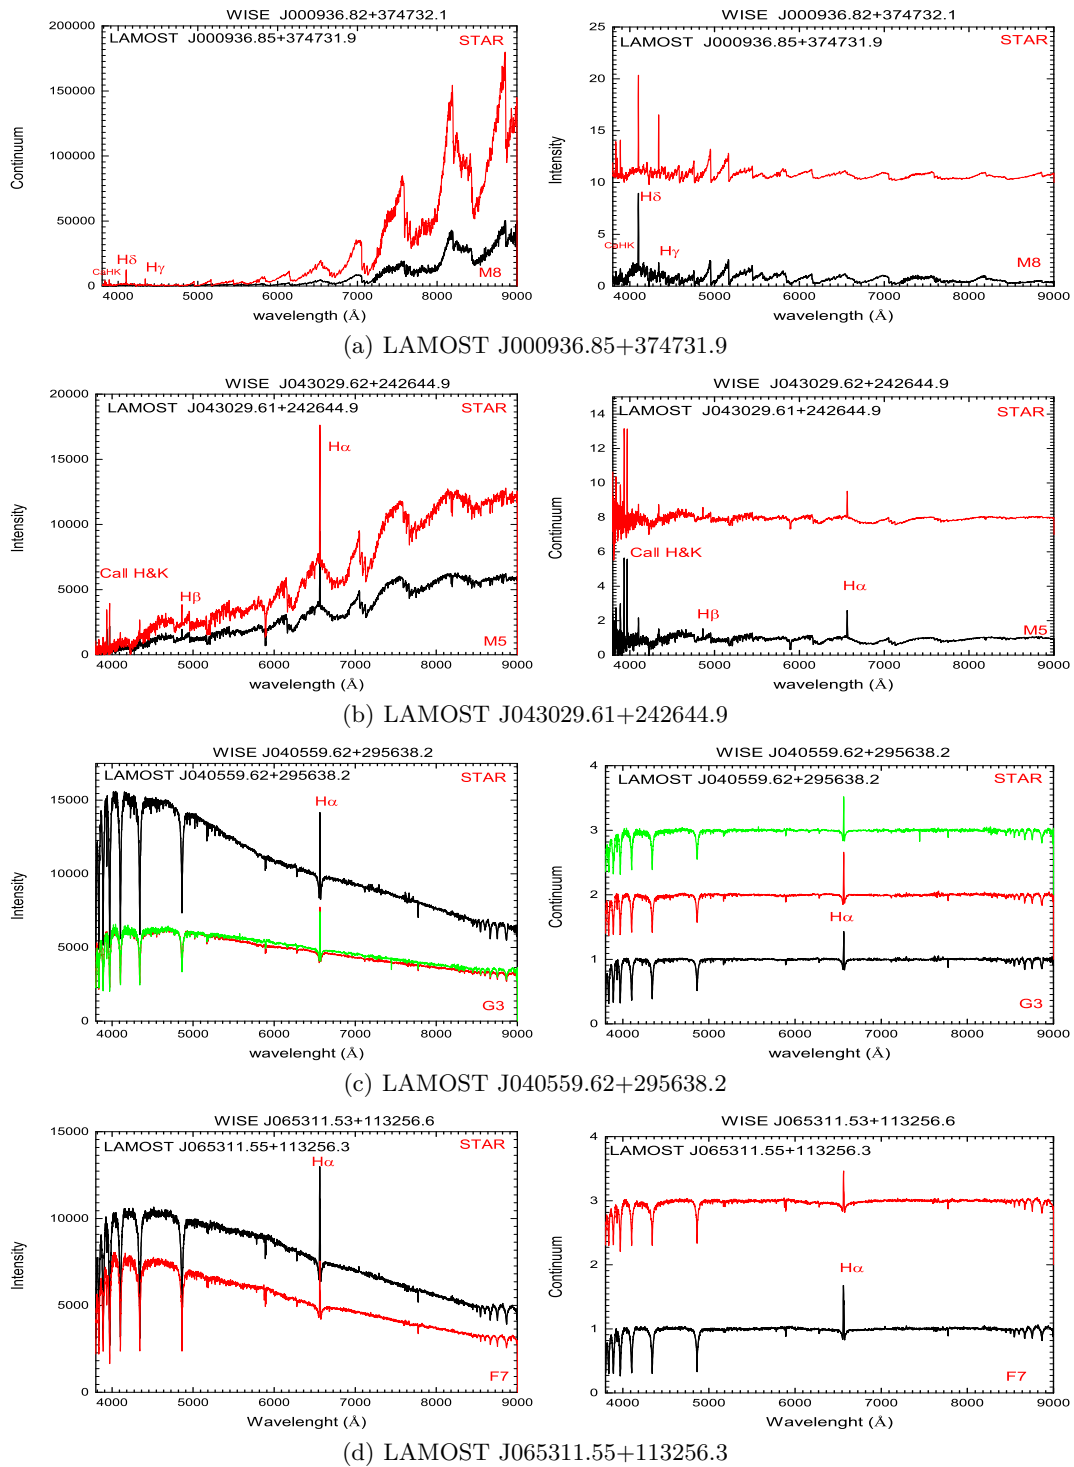 WISE J000936.82+374732.1
LAMOST J000936.85+374731.9
STAR
200000
150000
100000
50000
0
Continuum
CaHK
Hδ
Hγ
M8
4000 5000 6000 7000 8000 9000
wavelength (Å)
WISE J000936.82+374732.1
LAMOST J000936.85+374731.9
STAR
25
20
15
10
5
0
Intensity
CaHK
Hδ
Hγ
M8
4000 5000 6000 7000 8000 9000
wavelength (Å)
(a) LAMOST J000936.85+374731.9
WISE J043029.62+242644.9
LAMOST J043029.61+242644.9
STAR
20000
15000
10000
5000
0
Intensity
Hα
CaII H&K
Hβ
M5
4000 5000 6000 7000 8000 9000
wavelength (Å)
WISE J043029.62+242644.9
LAMOST J043029.61+242644.9
STAR
14
12
10
8
6
4
2
0
Continuum
CaII H&K
Hα
Hβ
M5
4000 5000 6000 7000 8000 9000
wavelength (Å)
(b) LAMOST J043029.61+242644.9
WISE J040559.62+295638.2
LAMOST J040559.62+295638.2
STAR
15000
10000
5000
0
Intensity
Hα
G3
4000 5000 6000 7000 8000 9000
wavelenght (Å)
WISE J040559.62+295638.2
LAMOST J040559.62+295638.2
STAR
4
3
2
1
0
Continuum
Hα
G3
4000 5000 6000 7000 8000 9000
wavelenght (Å)
(c) LAMOST J040559.62+295638.2
WISE J065311.53+113256.6
LAMOST J065311.55+113256.3
STAR
15000
10000
5000
0
Intensity
Hα
F7
4000 5000 6000 7000 8000 9000
Wavelenght (Å)
WISE J065311.53+113256.6
LAMOST J065311.55+113256.3
STAR
4
3
2
1
0
Continuum
Hα
F7
4000 5000 6000 7000 8000 9000
Wavelenght (Å)
(d) LAMOST J065311.55+113256.3